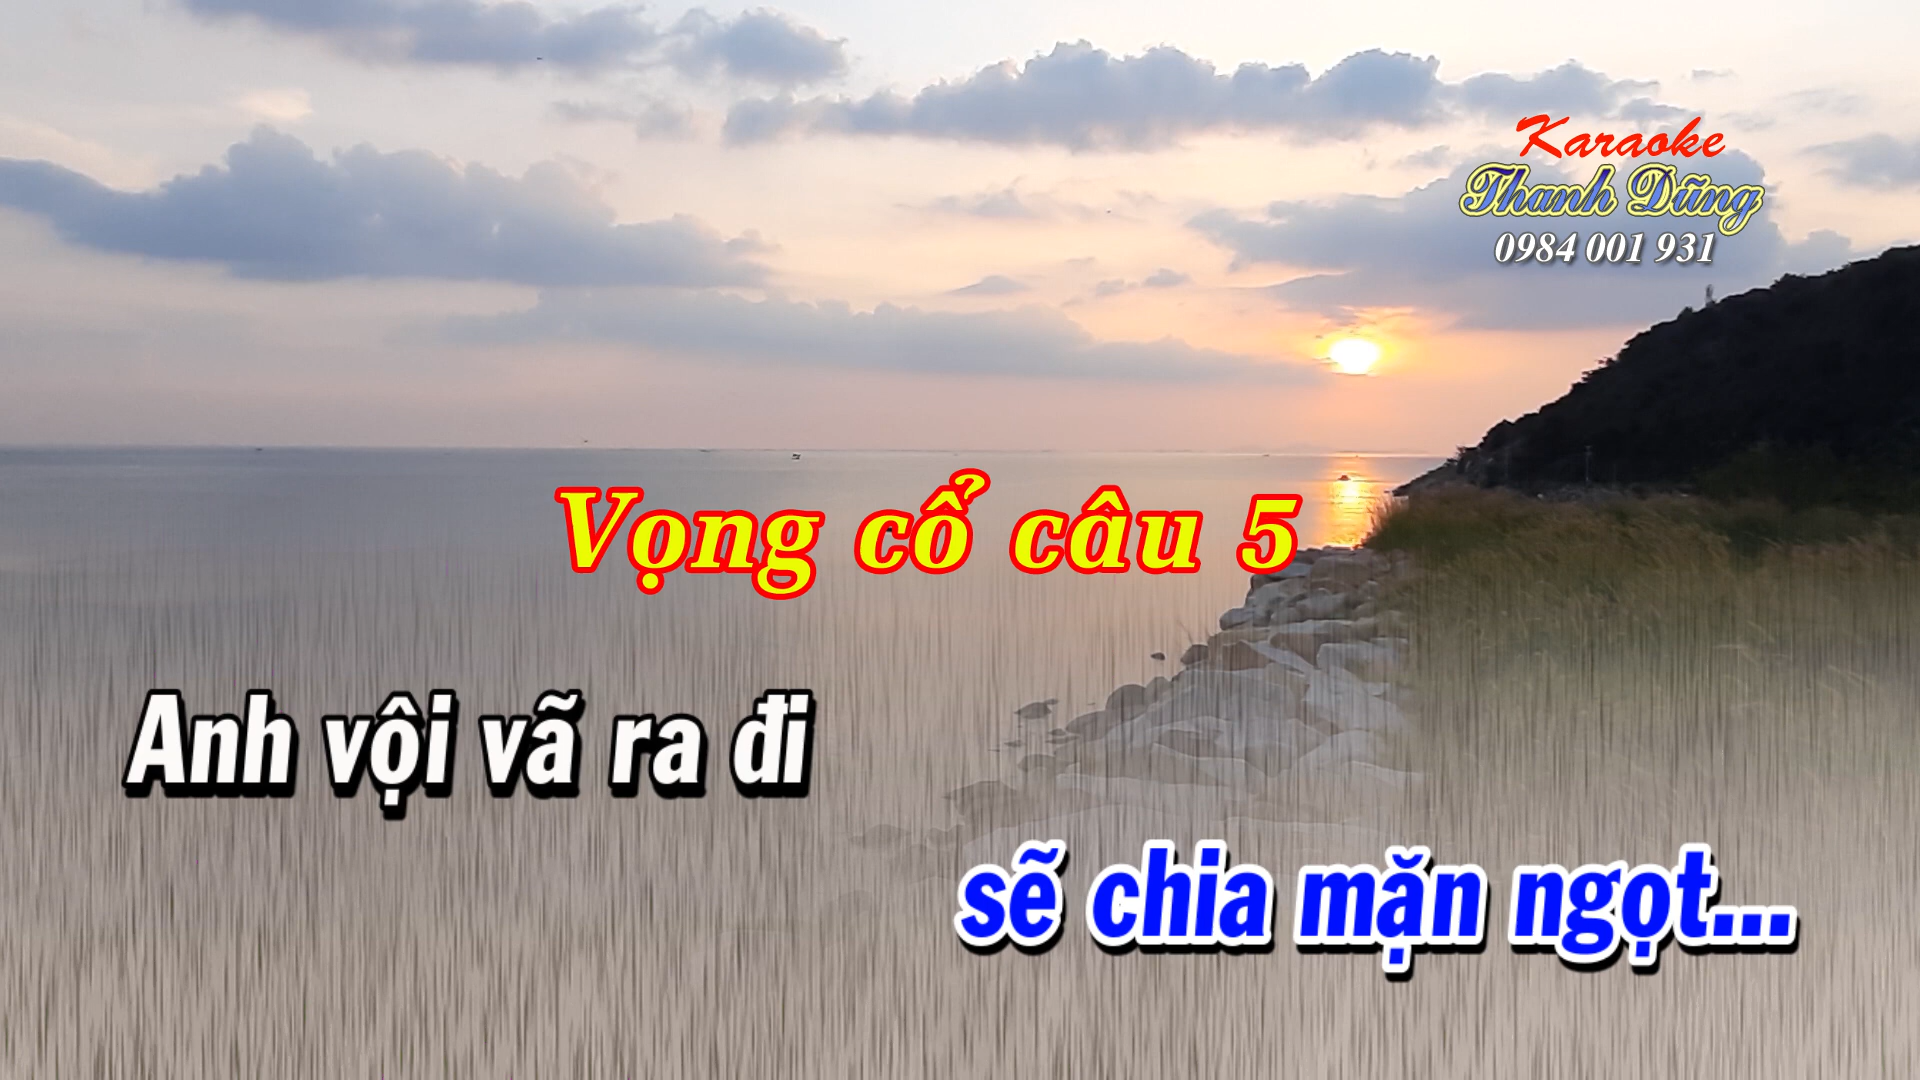 Karaoke
Thanh Dũng
0984 001 931
Vọng cổ câu 5
Anh vội vã ra đi
sẽ chia mặn ngọt...